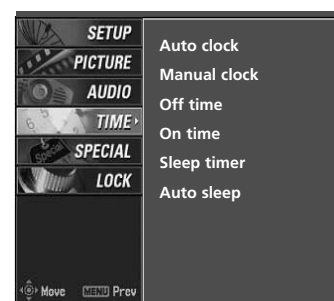 SETUP
PICTURE
AUDIO
TIME
SPECIAL
LOCK
Move MENU Prev
Auto clock
Manual clock
Off time
On time
Sleep timer
Auto sleep